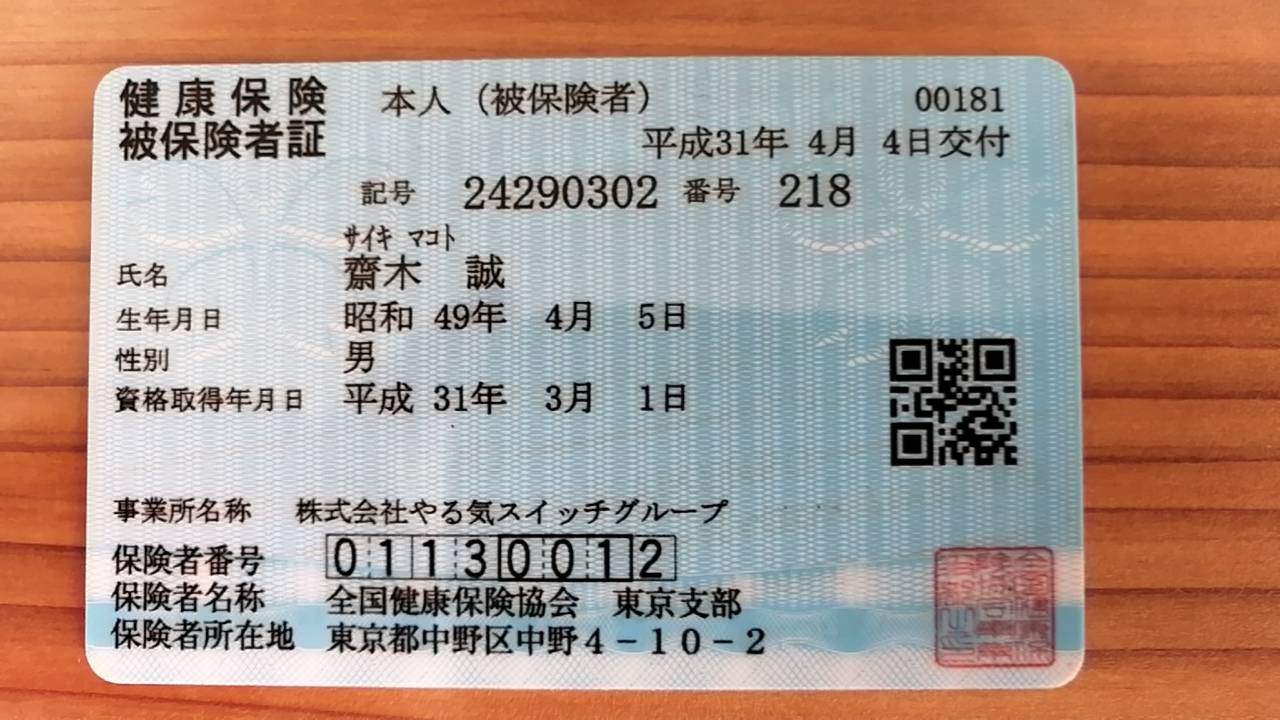 健康保険 本人（被保険者） 00181
被保険者証 平成31年 4月 4日交付
記号 24290302 番号 218
ｻｲｷ ﾏｺﾄ
氏名 齋木 誠
生年月日 昭和 49年 4月 5日
性別 男
資格取得年月日 平成 31年 3月 1日
事業所名称 株式会社やる気スイッチグループ
保険者番号 01130012
保険者名称 全国健康保険協会 東京支部
保険者所在地 東京都中野区中野４－１０－２